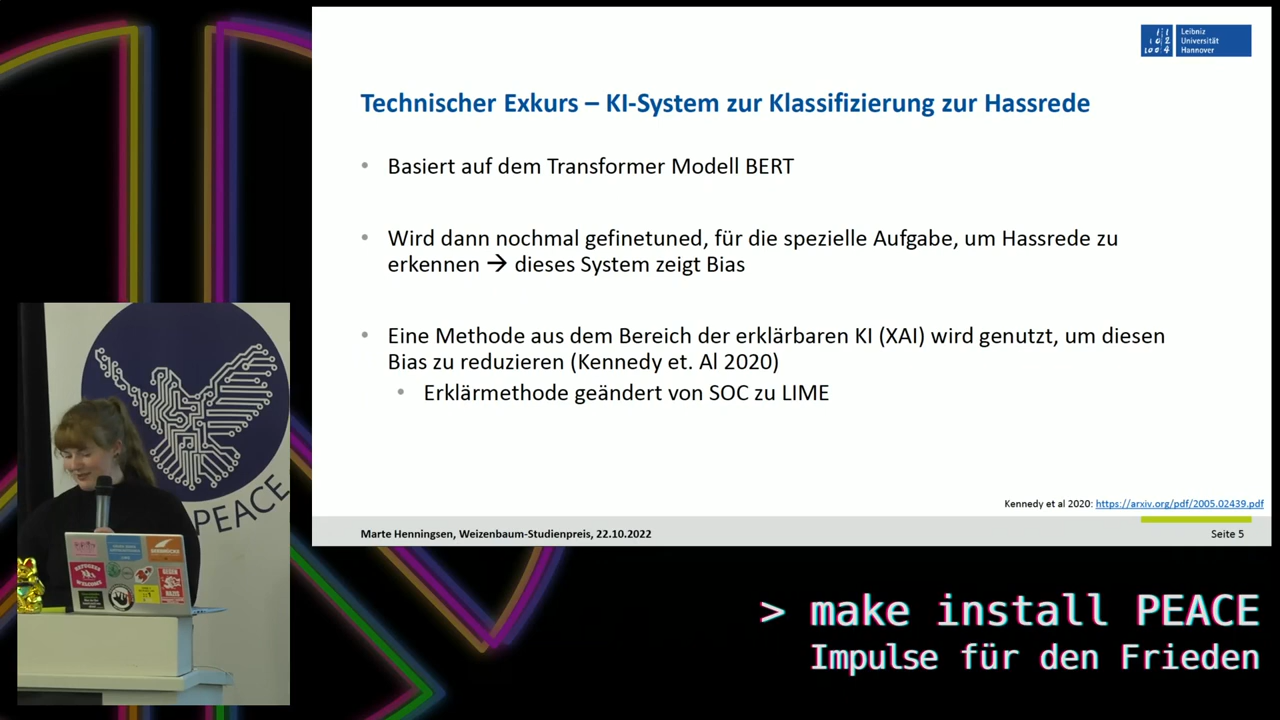 Leibniz
Universität
Hannover
Technischer Exkurs – KI-System zur Klassifizierung zur Hassrede
• Basiert auf dem Transformer Modell BERT
• Wird dann nochmal gefinetuned, für die spezielle Aufgabe, um Hassrede zu
erkennen → dieses System zeigt Bias
• Eine Methode aus dem Bereich der erklärbaren KI (XAI) wird genutzt, um diesen
Bias zu reduzieren (Kennedy et. Al 2020)
• Erklärmethode geändert von SOC zu LIME
Kennedy et al 2020: https://arxiv.org/pdf/2005.02439.pdf
Marte Henningsen, Weizenbaum-Studienpreis, 22.10.2022
Seite 5
PEACE
REFUGEES
WELCOME
> make install PEACE
Impulse für den Frieden